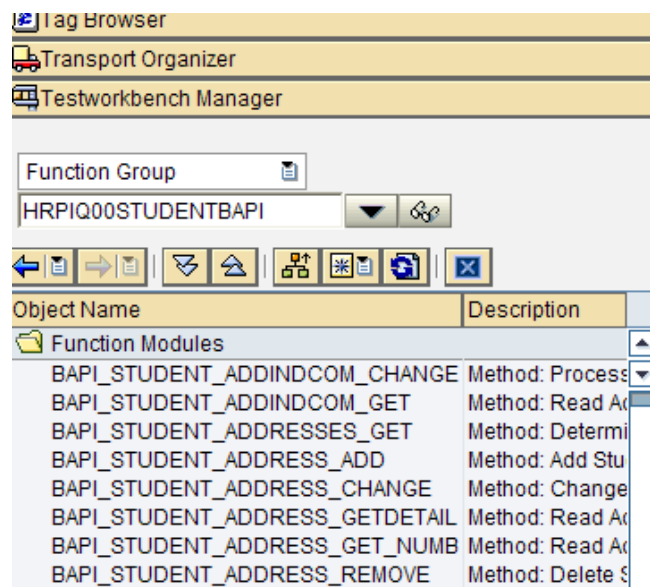 Tag Browser
Transport Organizer
Testworkbench Manager
Function Group
HRPIQ00STUDENTBAPI
Object Name Description
Function Modules
BAPI_STUDENT_ADDINDCOM_CHANGE Method: Process
BAPI_STUDENT_ADDINDCOM_GET Method: Read
BAPI_STUDENT_ADDRESSES_GET Method: Determi
BAPI_STUDENT_ADDRESS_ADD Method: Add Stu
BAPI_STUDENT_ADDRESS_CHANGE Method: Change
BAPI_STUDENT_ADDRESS_GETDETAIL Method: Read
BAPI_STUDENT_ADDRESS_GET_NUMB Method: Read
BAPI_STUDENT_ADDRESS_REMOVE Method: Delete